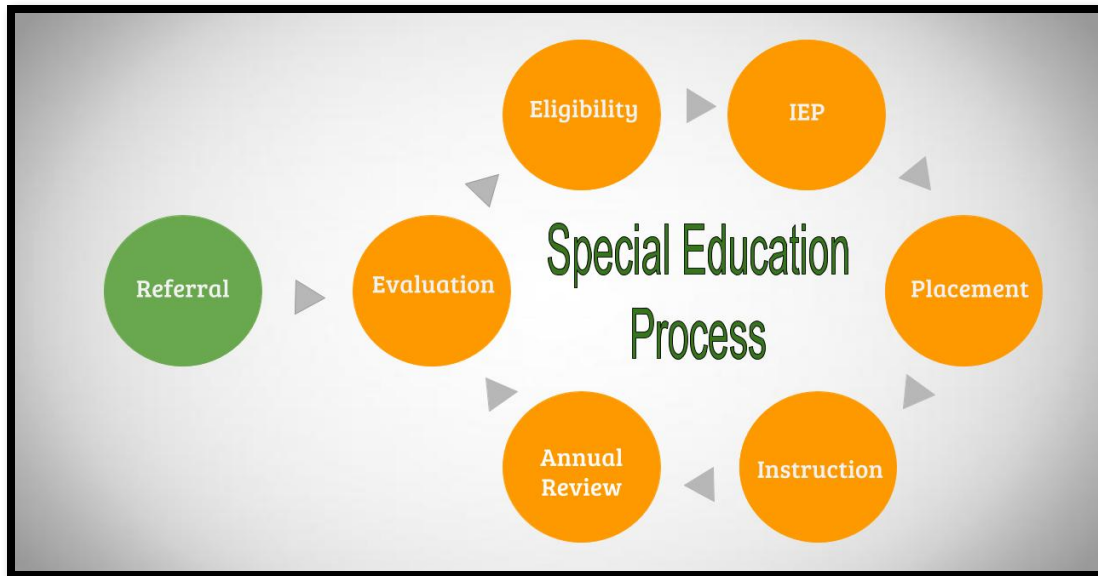 Referral
Evaluation
Eligibility
IEP
Placement
Instruction
Annual
Review
Special Education
Process